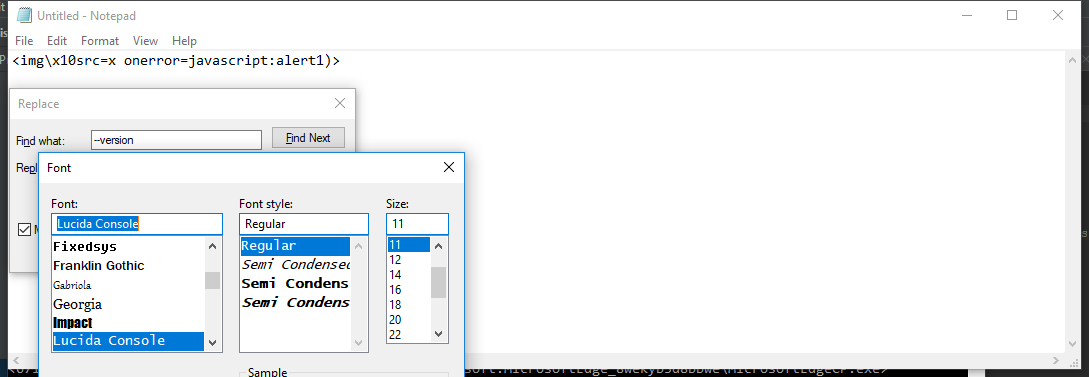 Untitled - Notepad
File Edit Format View Help
<img\x10src=x onerror=javascript:alert1)>
Replace
Find what: --version Find Next
Repl
Font
Font: Font style: Size:
Lucida Console Regular 11
Fixedsys Regular 11
Franklin Gothic Semi Condensed 12
Gabriola Semi Condens 14
Georgia Semi Condens 16
Impact 18
Lucida Console 20
22
Sample
soft.MicrosoftEdge_8wekyb3d8bbwe\MicrosoftEdgeCP.exe>